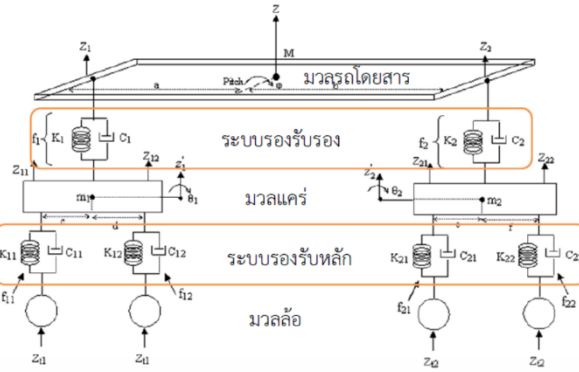 Z
Z1
M
Z2
Pitch
φ
มวลรถโดยสาร
a
b
f1
K1
C1
ระบบรองรับรอง
f2
K2
C2
Z11
Z12
z'1
θ1
m1
มวลแคร่
z'2
θ2
Z21
Z22
m2
c
d
e
f
K11
C11
K12
C12
ระบบรองรับหลัก
K21
C21
K22
f11
f12
f21
f22
มวลล้อ
Zt1
Zt1
Zt2
Zt2